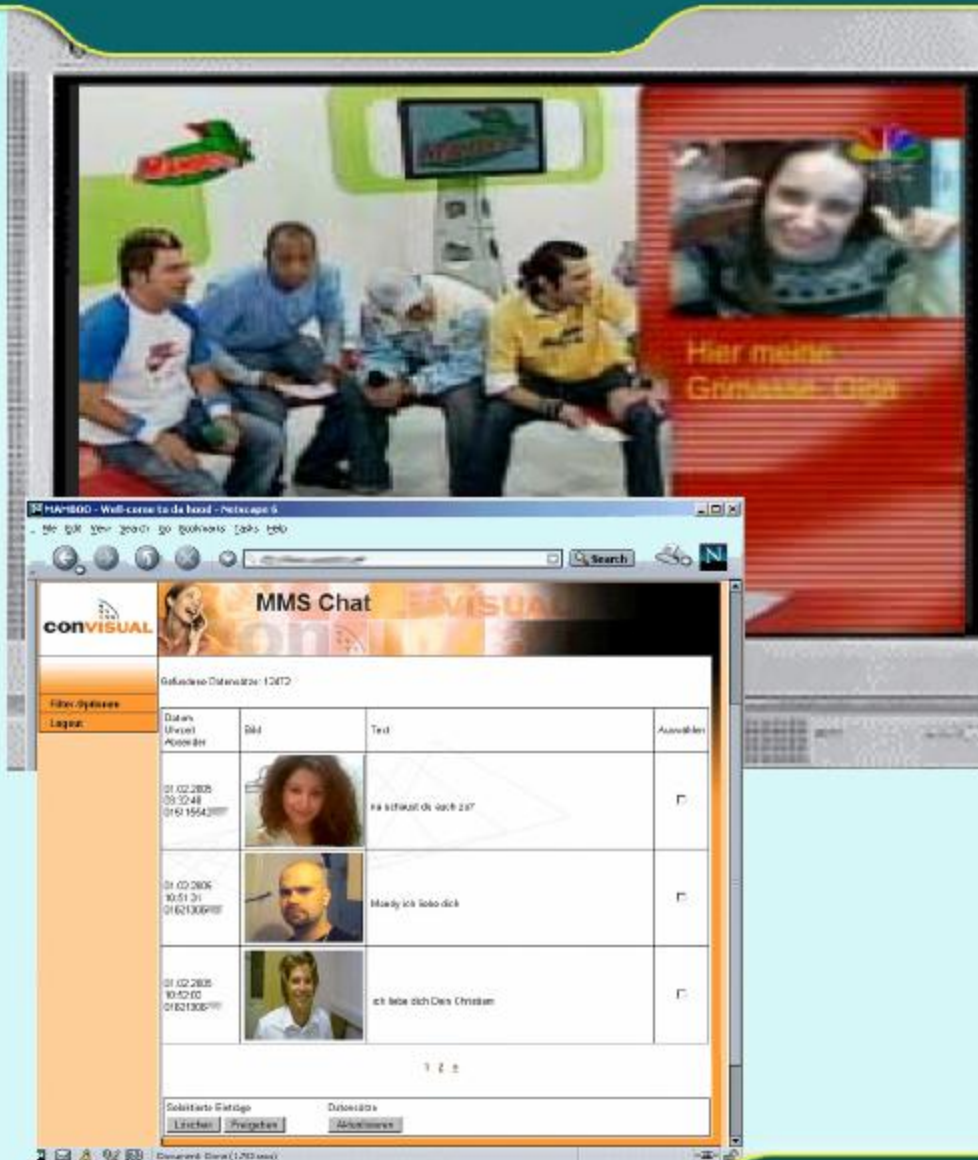 Hier meine
Grimasse. Olga
MAMBOO - Well-come to da hood - Netscape 6
File Edit View Search Go Bookmarks Tasks Help
Search
N
conVISUAL
MMS Chat
Gefundene Datensätze: 12472
Filter-Optionen
Logout
Datum
Uhrzeit
Absender
Bild
Text
Auswählen
01.02.2005
09:32:48
na schaust du auch zu?
01.02.2005
10:51:31
Mandy ich liebe dich
01.02.2005
10:52:02
ich liebe dich Dein Christian
1 2 »
Selektierte Einträge
Datensätze
Löschen
Freigeben
Aktualisieren
Document: Done